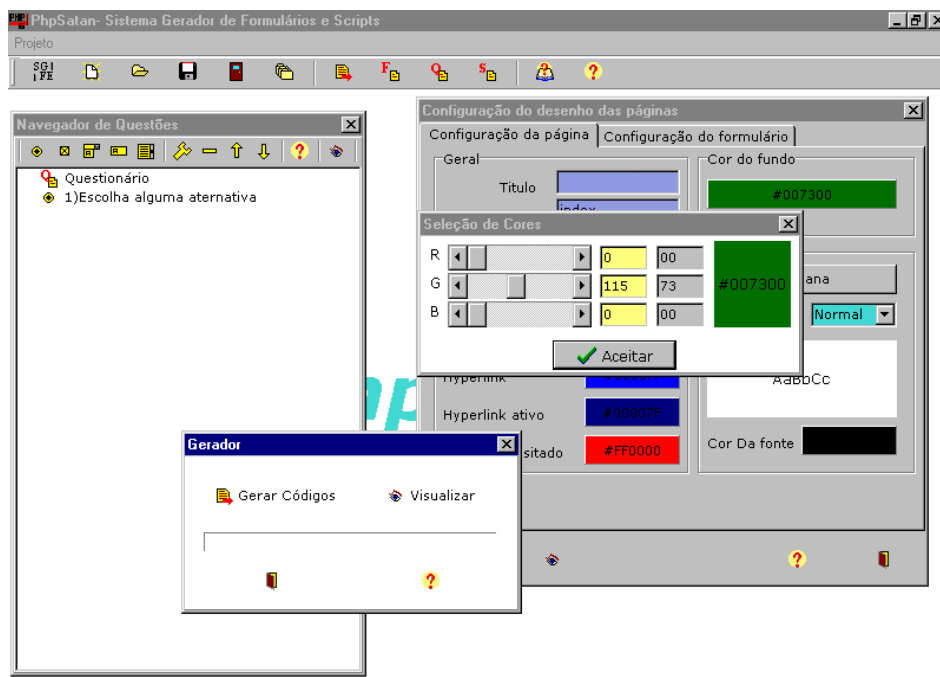 PhpSatan- Sistema Gerador de Formulários e Scripts
Projeto
SGI
IFE
F
Q
S
?
Navegador de Questões
?
Questionário
1)Escolha alguma aternativa
Configuração do desenho das páginas
Configuração da página
Configuração do formulário
Geral
Titulo
index
Cor do fundo
#007300
Seleção de Cores
R
0
00
G
115
73
B
0
00
#007300
Aceitar
ana
Normal
AaBbCc
Hyperlink
Hyperlink ativo
#00007F
sitado
#FF0000
Cor Da fonte
?
Gerador
Gerar Códigos
Visualizar
?